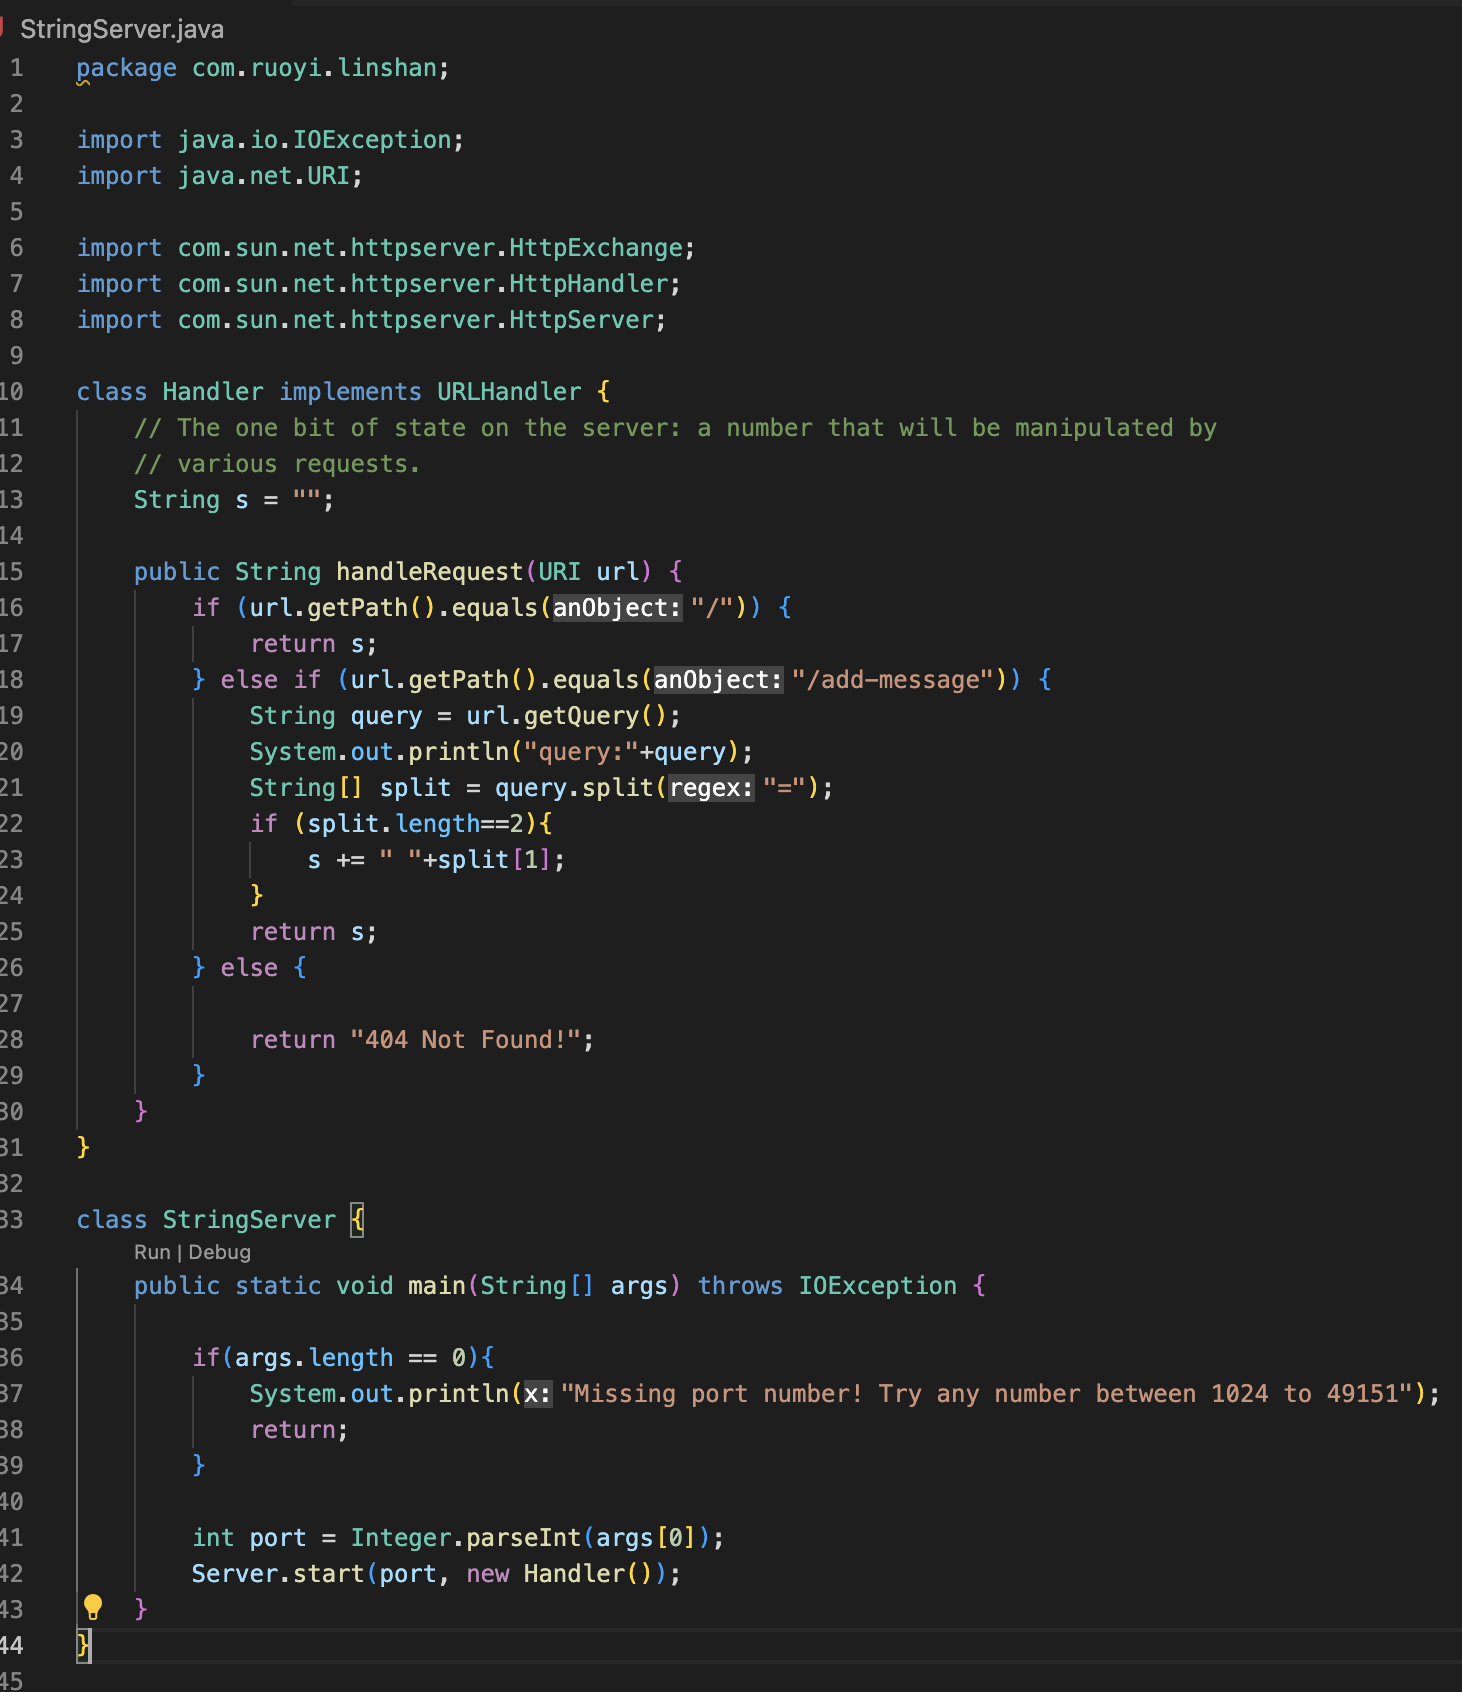 StringServer.java
1 package com.ruoyi.linshan;
2
3 import java.io.IOException;
4 import java.net.URI;
5
6 import com.sun.net.httpserver.HttpExchange;
7 import com.sun.net.httpserver.HttpHandler;
8 import com.sun.net.httpserver.HttpServer;
9
10 class Handler implements URLHandler {
11     // The one bit of state on the server: a number that will be manipulated by
12     // various requests.
13     String s = "";
14
15     public String handleRequest(URI url) {
16         if (url.getPath().equals(anObject: "/")) {
17             return s;
18         } else if (url.getPath().equals(anObject: "/add-message")) {
19             String query = url.getQuery();
20             System.out.println("query:"+query);
21             String[] split = query.split(regex: "=");
22             if (split.length==2){
23                 s += " "+split[1];
24             }
25             return s;
26         } else {
27
28             return "404 Not Found!";
29         }
30     }
31 }
32
33 class StringServer {
Run | Debug
34     public static void main(String[] args) throws IOException {
35
36         if(args.length == 0){
37             System.out.println(x: "Missing port number! Try any number between 1024 to 49151");
38             return;
39         }
40
41         int port = Integer.parseInt(args[0]);
42         Server.start(port, new Handler());
43     }
44 }
45